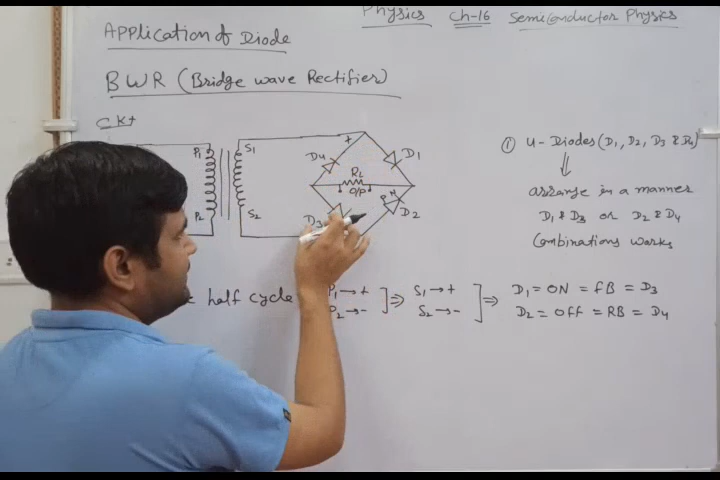 Physics Ch-16 Semiconductor Physics
Application of Diode
BWR (Bridge wave Rectifier)
CKt
P1
P2
S1
S2
+
D4
D1
RL
O/P
P N
D3
D2
① 4-Diodes (D1, D2, D3 & D4)
⇓
arrange in a manner
D1 & D3 or D2 & D4
Combinations works
half cycle P1 → + ] ⇒ S1 → + ] ⇒ D1 = ON = fB = D3
P2 → - S2 → - D2 = OFF = RB = D4